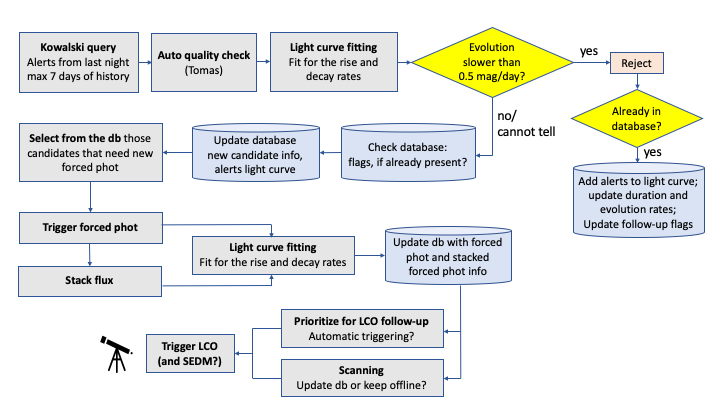 Kowalski query
Alerts from last night
max 7 days of history
Auto quality check
(Tomas)
Light curve fitting
Fit for the rise and
decay rates
Evolution
slower than
0.5 mag/day?
yes
Reject
no/
cannot tell
Already in
database?
yes
Add alerts to light curve;
update duration and
evolution rates;
Update follow-up flags
Check database:
flags, if already present?
Update database
new candidate info,
alerts light curve
Select from the db those
candidates that need new
forced phot
Trigger forced phot
Stack flux
Light curve fitting
Fit for the rise and decay rates
Update db with forced
phot and stacked
forced phot info
Prioritize for LCO follow-up
Automatic triggering?
Scanning
Update db or keep offline?
Trigger LCO
(and SEDM?)